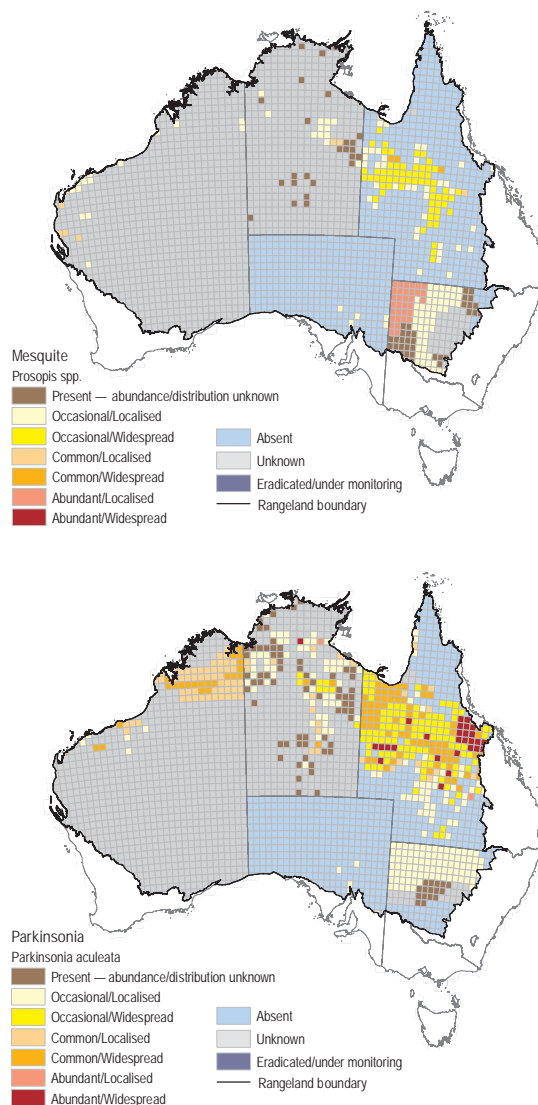 Mesquite
Prosopis spp.
Present — abundance/distribution unknown
Occasional/Localised
Occasional/Widespread
Common/Localised
Common/Widespread
Abundant/Localised
Abundant/Widespread
Absent
Unknown
Eradicated/under monitoring
Rangeland boundary
Parkinsonia
Parkinsonia aculeata
Present — abundance/distribution unknown
Occasional/Localised
Occasional/Widespread
Common/Localised
Common/Widespread
Abundant/Localised
Abundant/Widespread
Absent
Unknown
Eradicated/under monitoring
Rangeland boundary